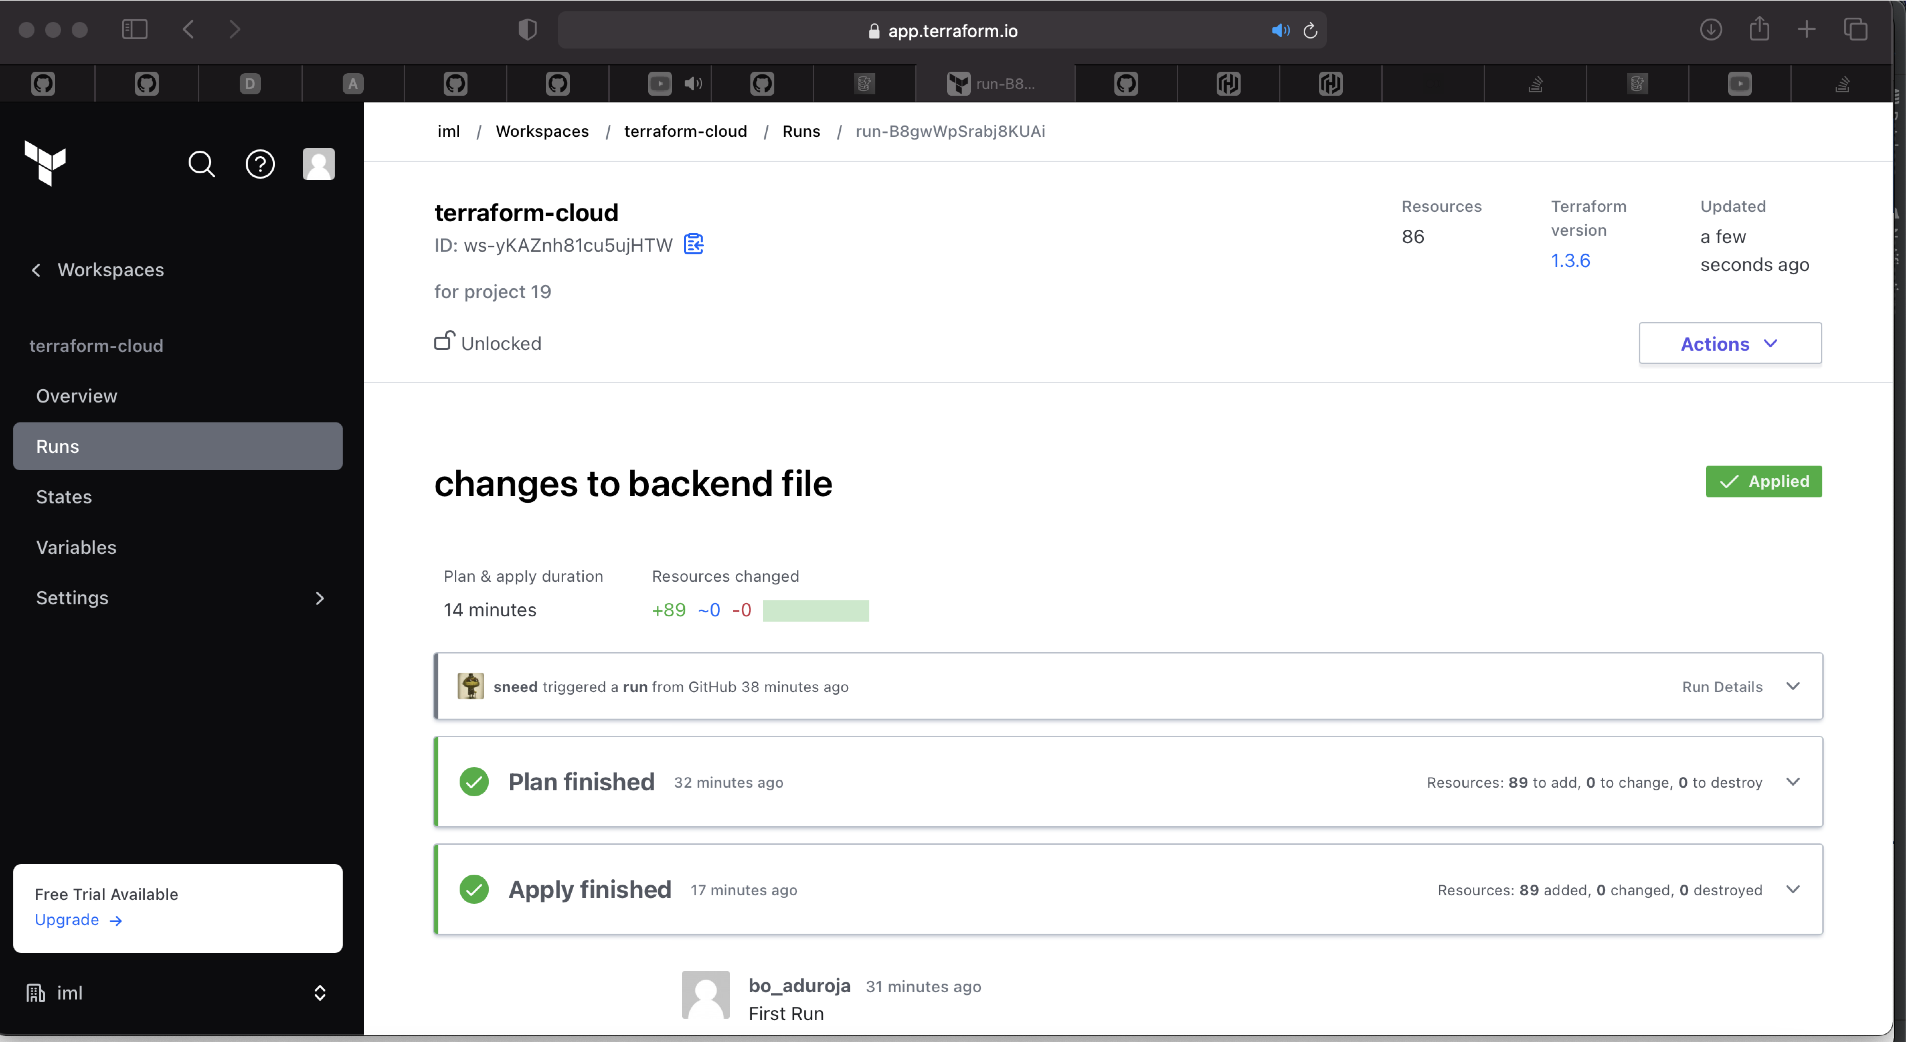 app.terraform.io
D
A
run-B8...
iml / Workspaces / terraform-cloud / Runs / run-B8gwWpSrabj8KUAi
terraform-cloud
ID: ws-yKAZnh81cu5ujHTW
for project 19
Unlocked
Resources
86
Terraform
version
1.3.6
Updated
a few
seconds ago
Actions
Workspaces
terraform-cloud
Overview
Runs
States
Variables
Settings
Free Trial Available
Upgrade →
iml
changes to backend file
Applied
Plan & apply duration
14 minutes
Resources changed
+89 ~0 -0
sneed triggered a run from GitHub 38 minutes ago
Run Details
Plan finished 32 minutes ago
Resources: 89 to add, 0 to change, 0 to destroy
Apply finished 17 minutes ago
Resources: 89 added, 0 changed, 0 destroyed
bo_aduroja 31 minutes ago
First Run